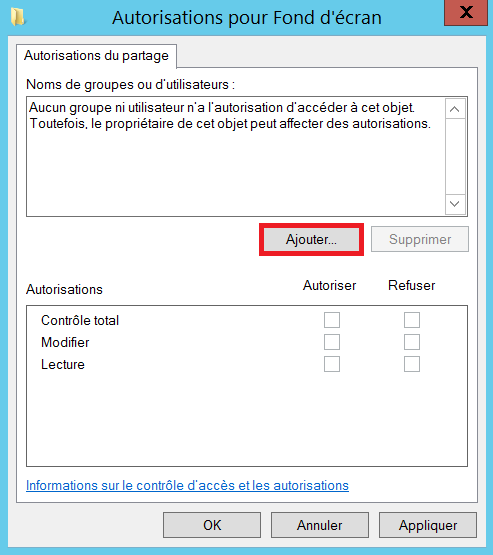 Autorisations pour Fond d'écran
X
Autorisations du partage
Noms de groupes ou d'utilisateurs :
Aucun groupe ni utilisateur n'a l'autorisation d'accéder à cet objet.
Toutefois, le propriétaire de cet objet peut affecter des autorisations.
Ajouter... Supprimer
Autorisations Autoriser Refuser
Contrôle total
Modifier
Lecture
Informations sur le contrôle d'accès et les autorisations
OK Annuler Appliquer